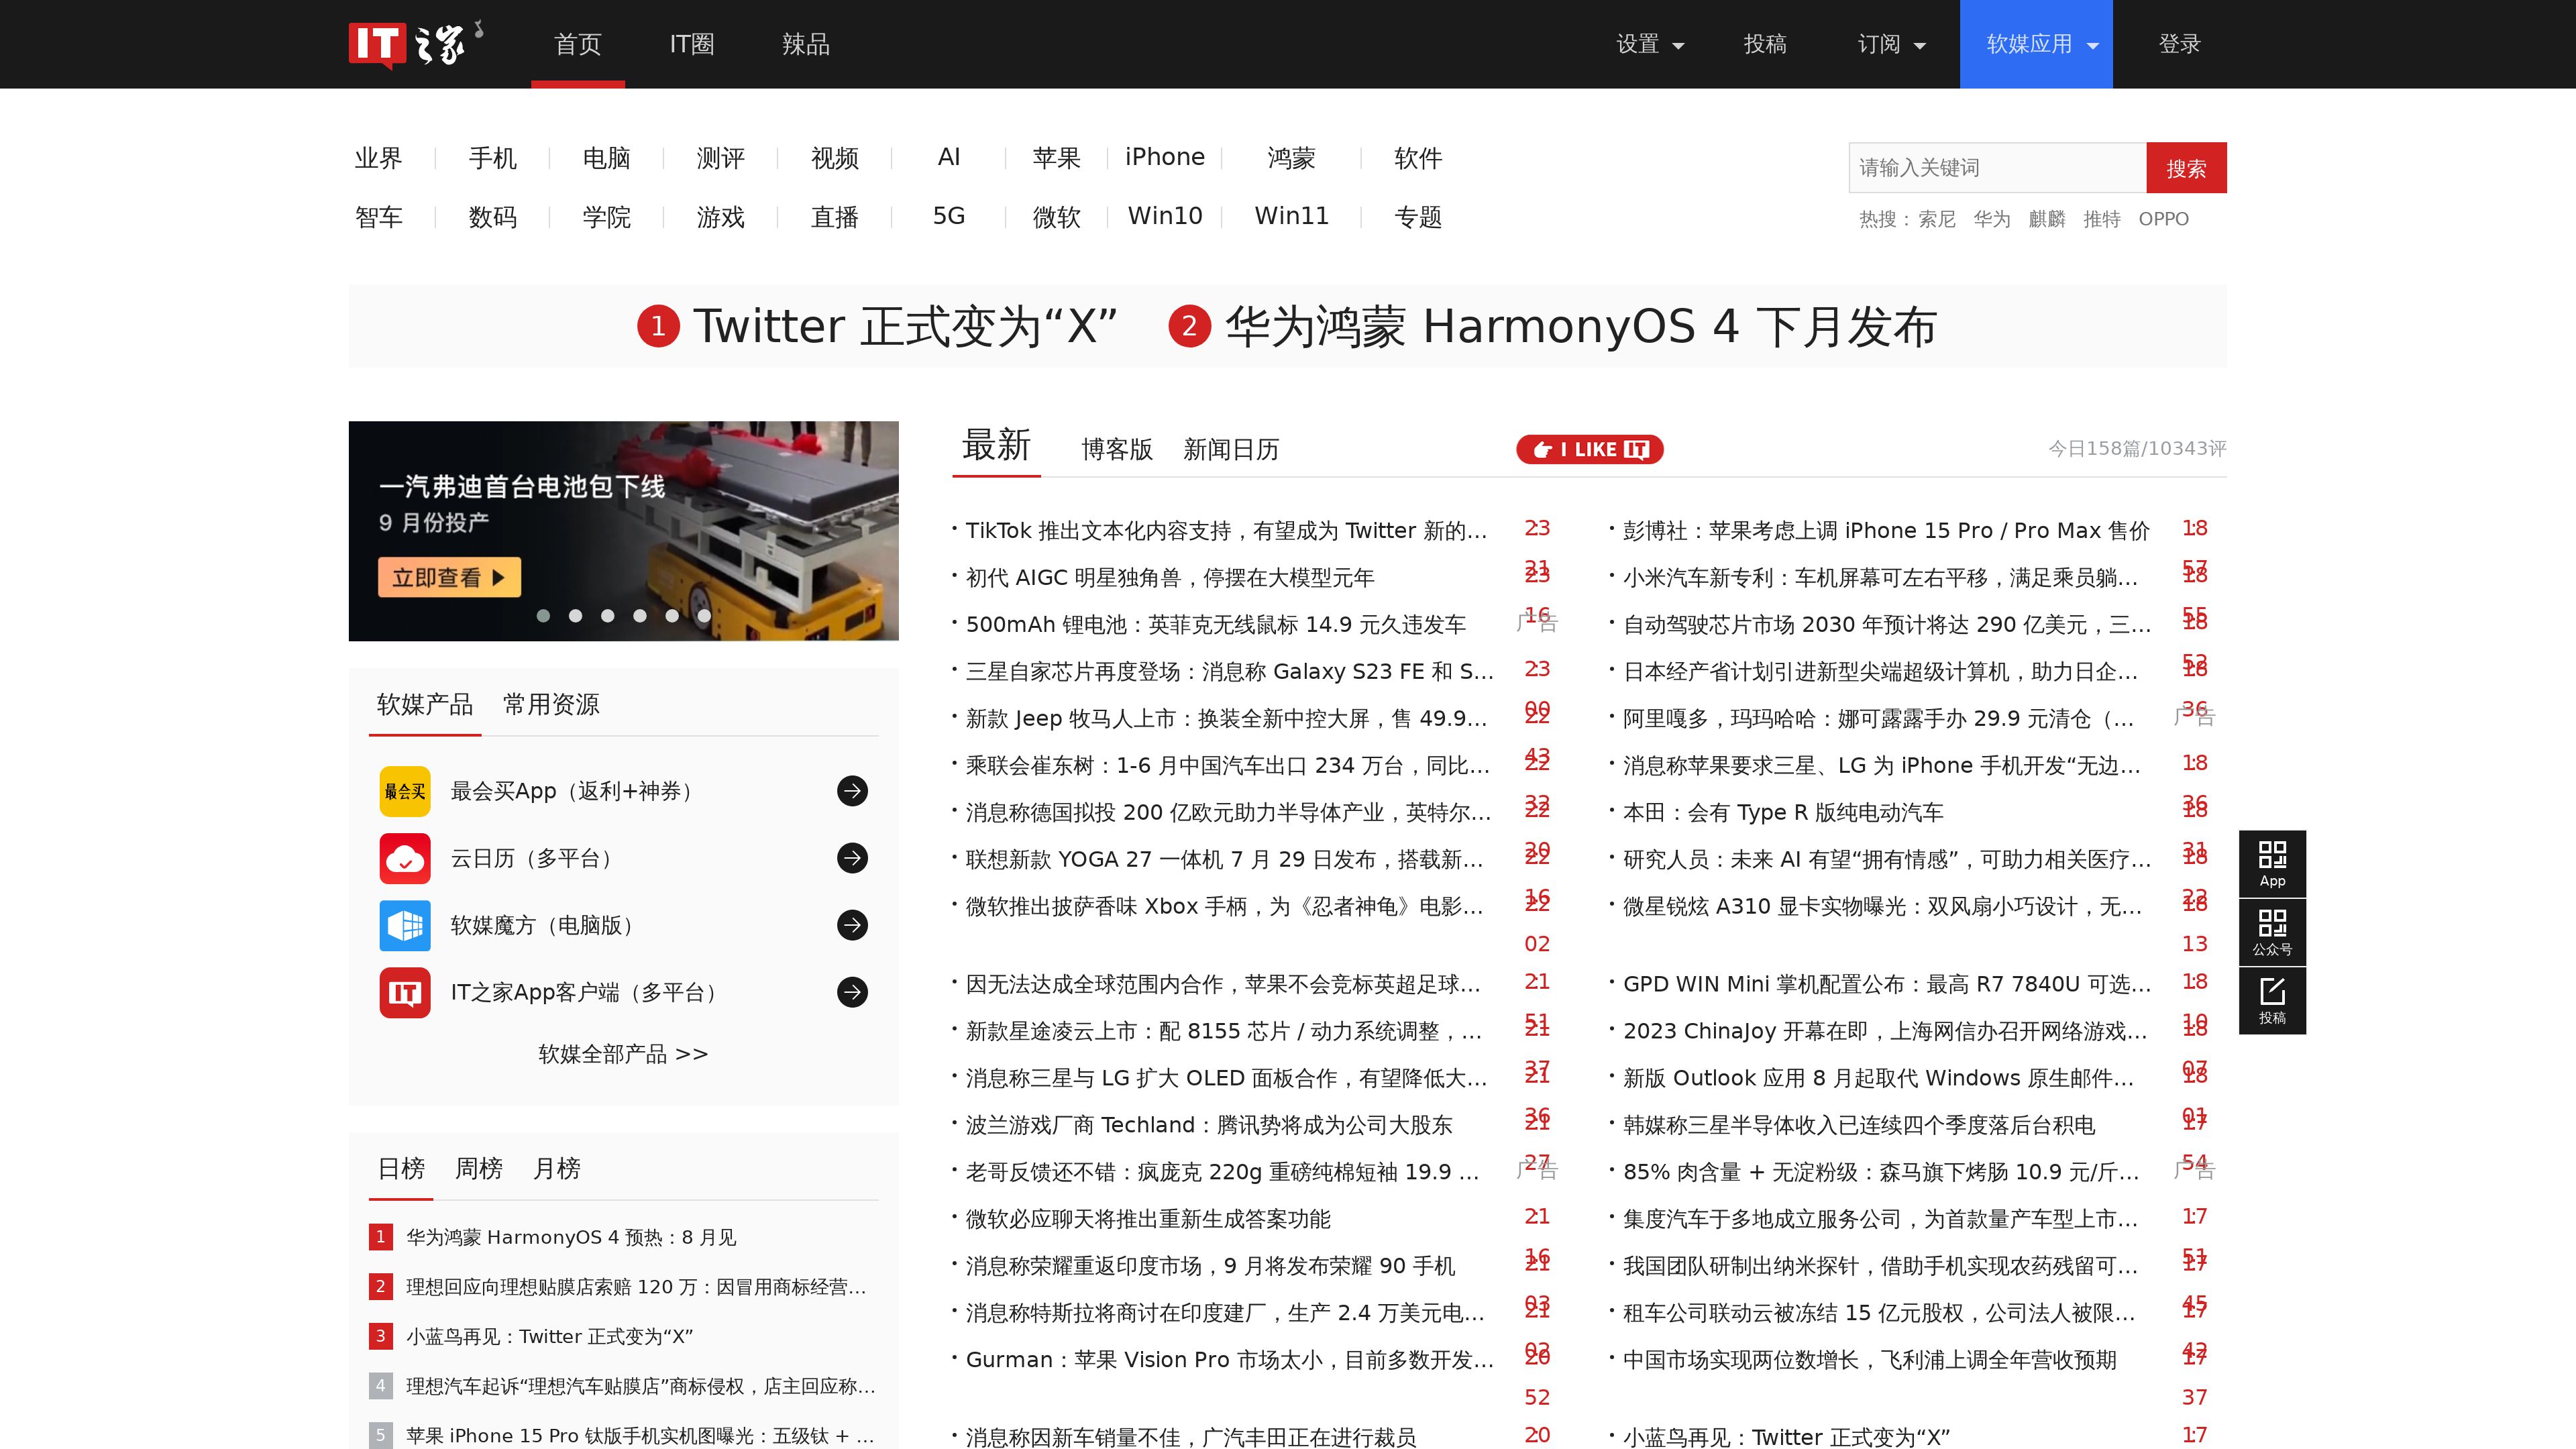 IT之家
首页 IT圈 辣品
设置 投稿 订阅 软媒应用 登录
业界 手机 电脑 测评 视频 AI 苹果 iPhone 鸿蒙 软件
智车 数码 学院 游戏 直播 5G 微软 Win10 Win11 专题
请输入关键词 搜索
热搜： 索尼 华为 麒麟 推特 OPPO
1 Twitter 正式变为“X” 2 华为鸿蒙 HarmonyOS 4 下月发布
一汽弗迪首台电池包下线
9 月份投产
立即查看
软媒产品 常用资源
最会买
最会买App（返利+神券）
云日历（多平台）
软媒魔方（电脑版）
IT
IT之家App客户端（多平台）
软媒全部产品 >>
日榜 周榜 月榜
1 华为鸿蒙 HarmonyOS 4 预热：8 月见
2 理想回应向理想贴膜店索赔 120 万：因冒用商标经营…
3 小蓝鸟再见：Twitter 正式变为“X”
4 理想汽车起诉“理想汽车贴膜店”商标侵权，店主回应称…
5 苹果 iPhone 15 Pro 钛版手机实机图曝光：五级钛 + …
最新 博客版 新闻日历
I LIKE IT
今日158篇/10343评
TikTok 推出文本化内容支持，有望成为 Twitter 新的… 23
初代 AIGC 明星独角兽，停摆在大模型元年
500mAh 锂电池：英菲克无线鼠标 14.9 元久违发车 广告
三星自家芯片再度登场：消息称 Galaxy S23 FE 和 S… 23
新款 Jeep 牧马人上市：换装全新中控大屏，售 49.9…
乘联会崔东树：1-6 月中国汽车出口 234 万台，同比…
消息称德国拟投 200 亿欧元助力半导体产业，英特尔…
联想新款 YOGA 27 一体机 7 月 29 日发布，搭载新…
微软推出披萨香味 Xbox 手柄，为《忍者神龟》电影…
02
因无法达成全球范围内合作，苹果不会竞标英超足球… 21
新款星途凌云上市：配 8155 芯片 / 动力系统调整，…
消息称三星与 LG 扩大 OLED 面板合作，有望降低大…
波兰游戏厂商 Techland：腾讯势将成为公司大股东
老哥反馈还不错：疯庞克 220g 重磅纯棉短袖 19.9 … 广告
微软必应聊天将推出重新生成答案功能 21
消息称荣耀重返印度市场，9 月将发布荣耀 90 手机
消息称特斯拉将商讨在印度建厂，生产 2.4 万美元电…
Gurman：苹果 Vision Pro 市场太小，目前多数开发…
52
消息称因新车销量不佳，广汽丰田正在进行裁员 20
彭博社：苹果考虑上调 iPhone 15 Pro / Pro Max 售价 18
小米汽车新专利：车机屏幕可左右平移，满足乘员躺…
自动驾驶芯片市场 2030 年预计将达 290 亿美元，三…
日本经产省计划引进新型尖端超级计算机，助力日企…
阿里嘎多，玛玛哈哈：娜可露露手办 29.9 元清仓（… 广告
消息称苹果要求三星、LG 为 iPhone 手机开发“无边… 18
本田：会有 Type R 版纯电动汽车
研究人员：未来 AI 有望“拥有情感”，可助力相关医疗…
微星锐炫 A310 显卡实物曝光：双风扇小巧设计，无…
13
GPD WIN Mini 掌机配置公布：最高 R7 7840U 可选… 18
2023 ChinaJoy 开幕在即，上海网信办召开网络游戏…
新版 Outlook 应用 8 月起取代 Windows 原生邮件…
韩媒称三星半导体收入已连续四个季度落后台积电
85% 肉含量 + 无淀粉级：森马旗下烤肠 10.9 元/斤… 广告
集度汽车于多地成立服务公司，为首款量产车型上市… 17
我国团队研制出纳米探针，借助手机实现农药残留可…
租车公司联动云被冻结 15 亿元股权，公司法人被限…
中国市场实现两位数增长，飞利浦上调全年营收预期
37
小蓝鸟再见：Twitter 正式变为“X” 17
App
公众号
投稿